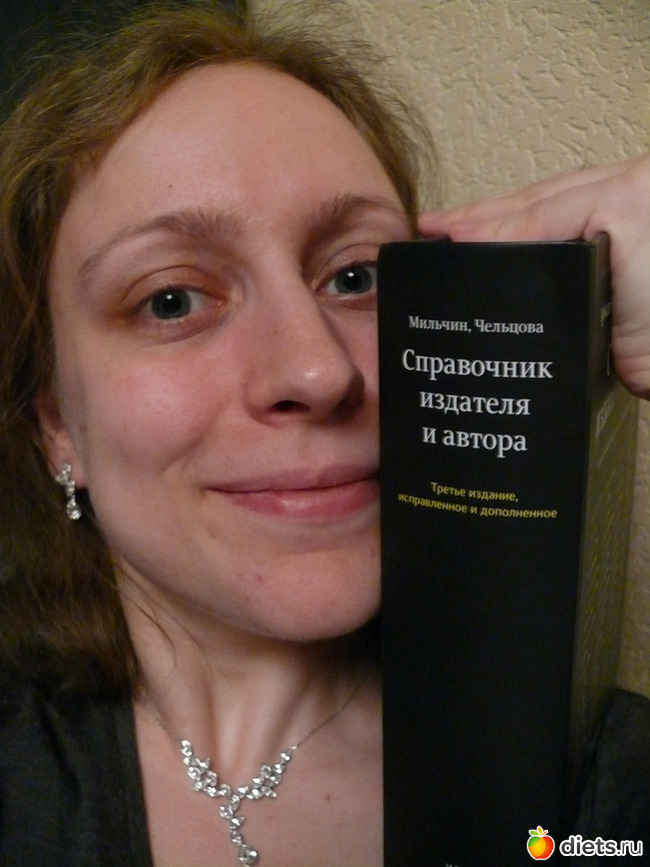 Мильчин, Чельцова
Справочник
издателя
и автора
Третье издание,
исправленное и дополненное
diets.ru